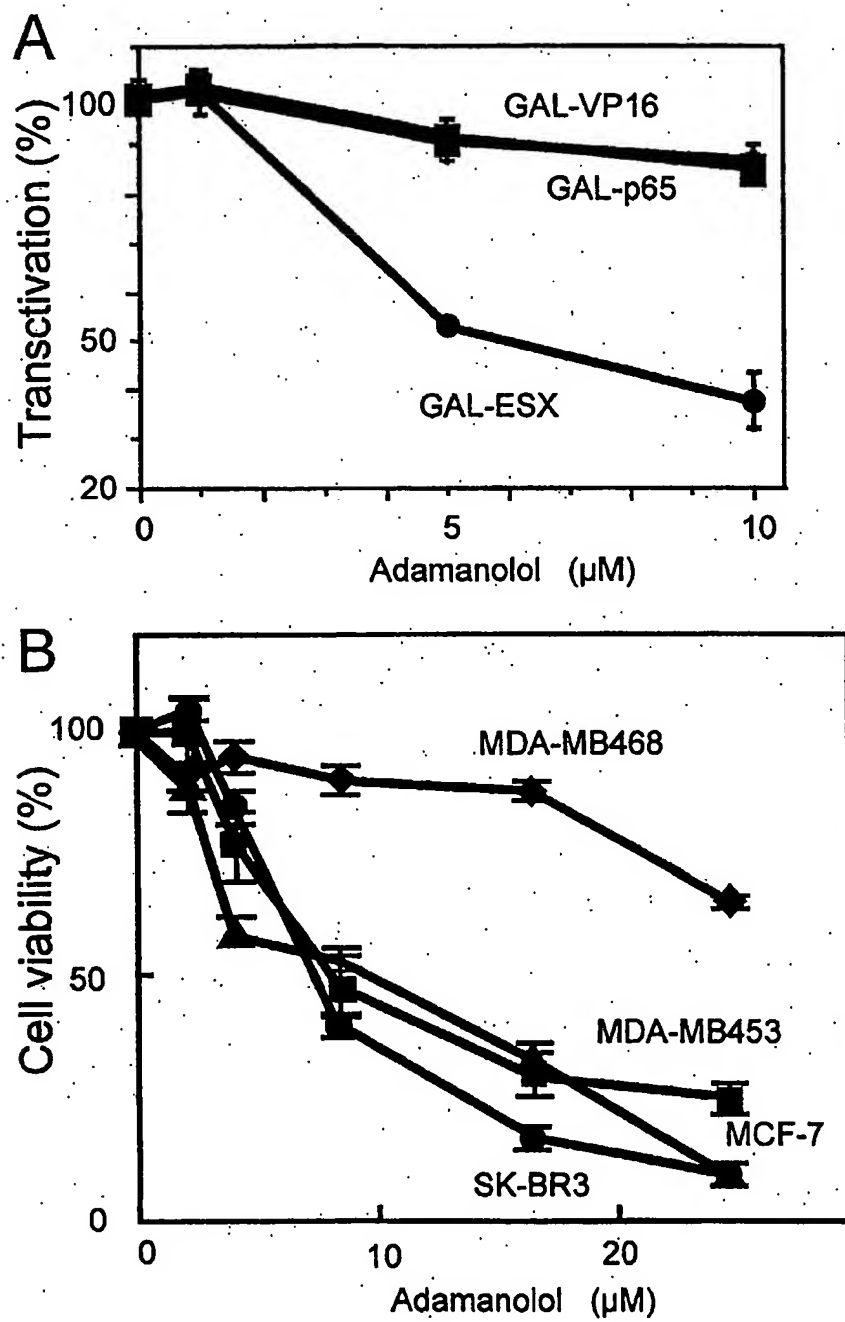 A
Transctivation (%)
100
50
20
GAL-VP16
GAL-p65
GAL-ESX
0 5 10
Adamanolol (μM)
B
Cell viability (%)
100
50
0
MDA-MB468
MDA-MB453
MCF-7
SK-BR3
0 10 20
Adamanolol (μM)